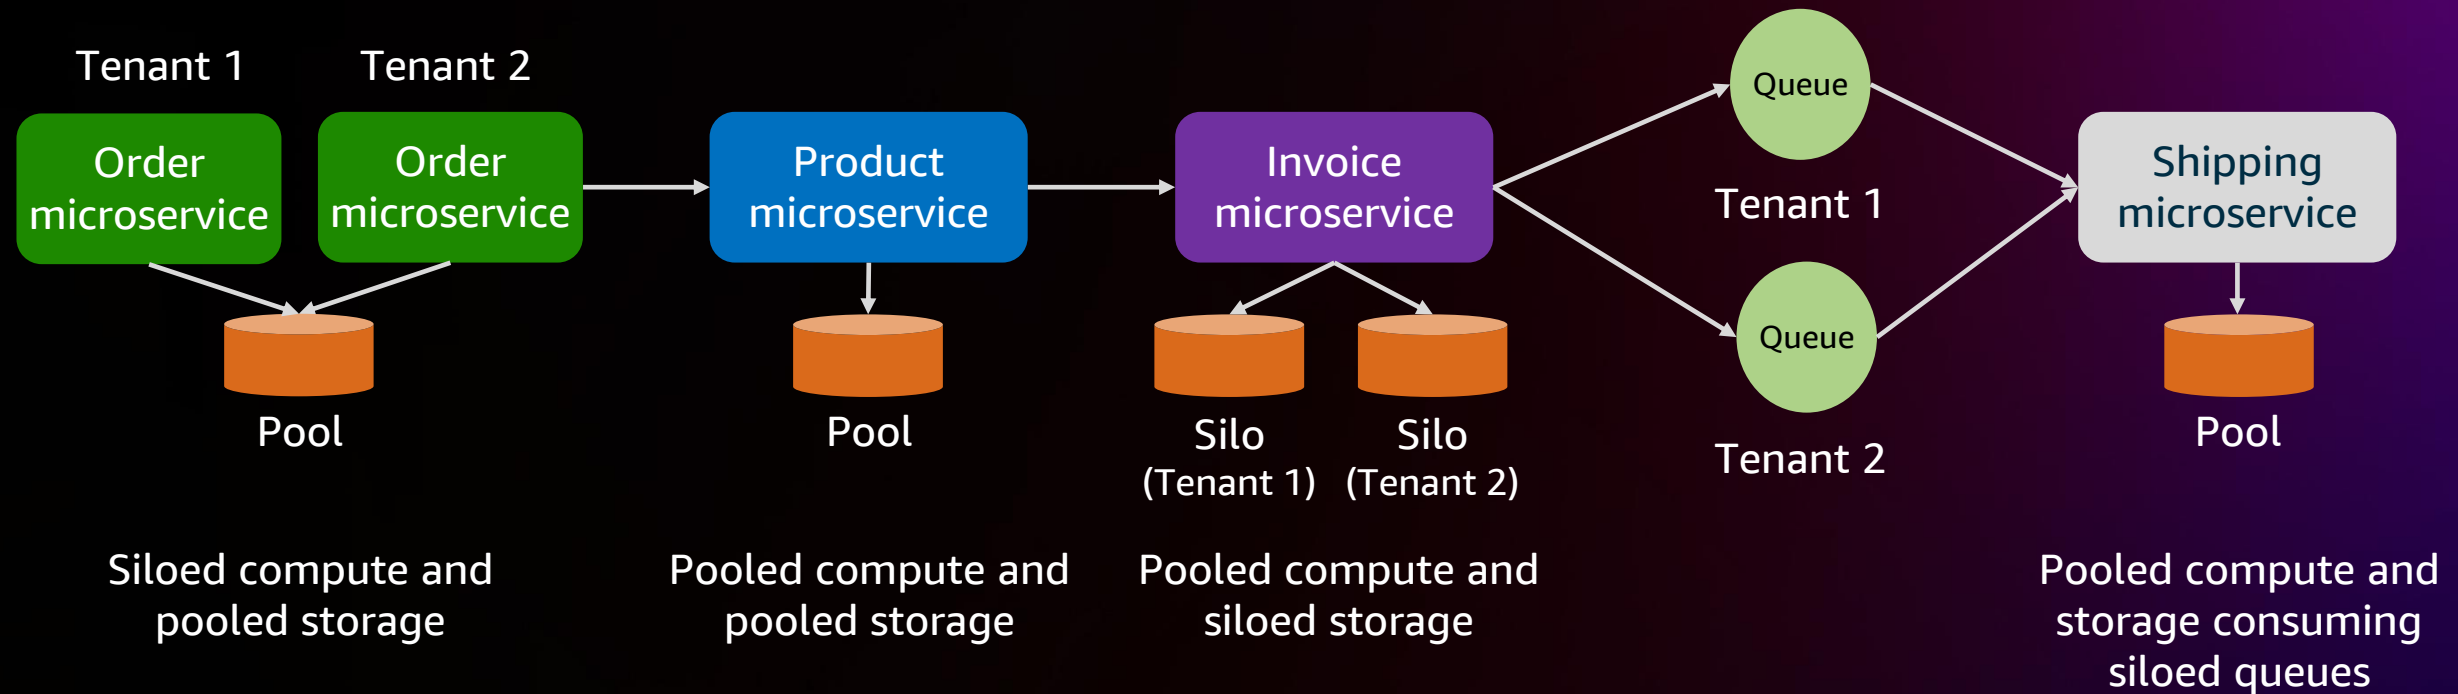 Tenant 1
Tenant 2
Order
microservice
Order
microservice
Pool
Siloed compute and
pooled storage
Product
microservice
Pool
Pooled compute and
pooled storage
Invoice
microservice
Silo
(Tenant 1)
Silo
(Tenant 2)
Pooled compute and
siloed storage
Queue
Tenant 1
Queue
Tenant 2
Shipping
microservice
Pool
Pooled compute and
storage consuming
siloed queues